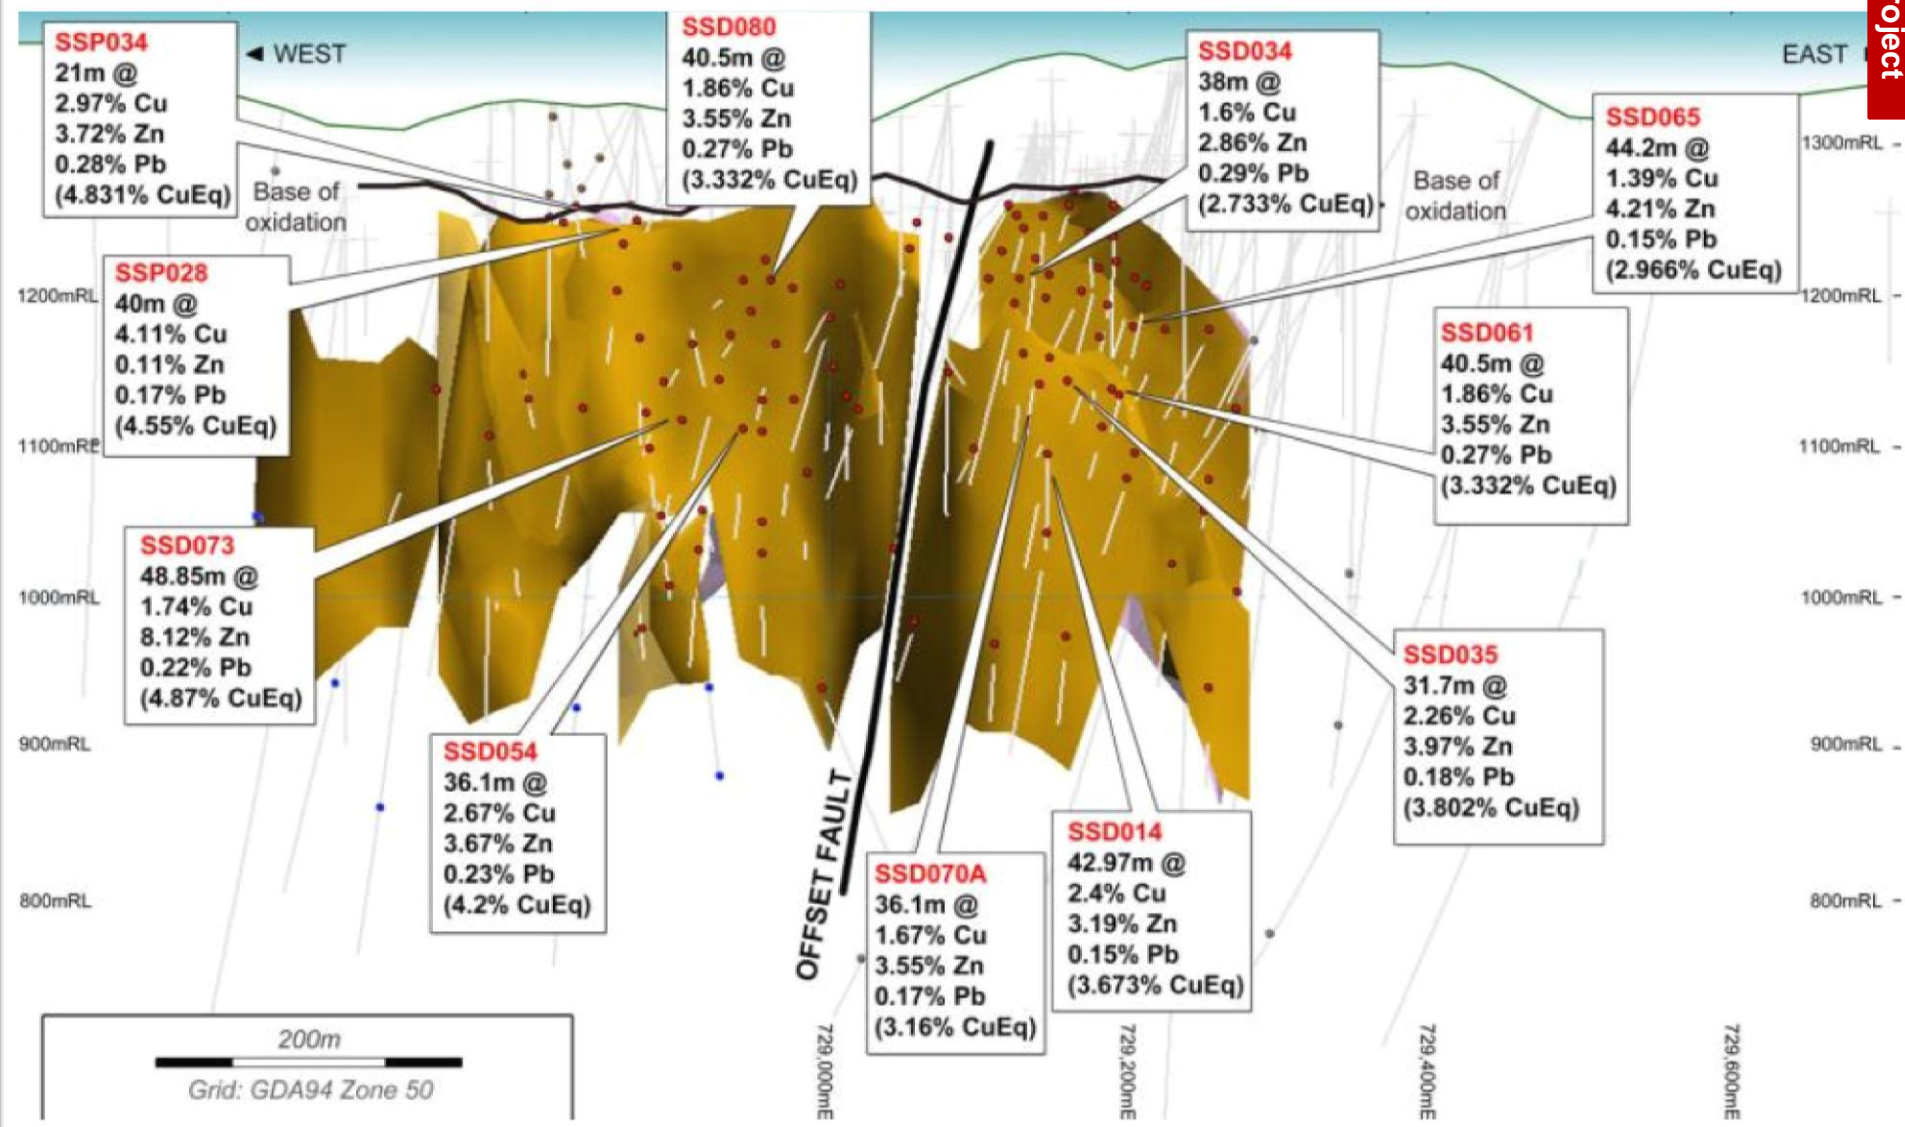 SSP034
21m @
2.97% Cu
3.72% Zn
0.28% Pb
(4.831% CuEq)
◄ WEST
SSD080
40.5m @
1.86% Cu
3.55% Zn
0.27% Pb
(3.332% CuEq)
SSD034
38m @
1.6% Cu
2.86% Zn
0.29% Pb
(2.733% CuEq)
EAST
SSD065
44.2m @
1.39% Cu
4.21% Zn
0.15% Pb
(2.966% CuEq)
1300mRL
Base of
oxidation
Base of
oxidation
SSP028
40m @
4.11% Cu
0.11% Zn
0.17% Pb
(4.55% CuEq)
1200mRL
1200mRL
SSD061
40.5m @
1.86% Cu
3.55% Zn
0.27% Pb
(3.332% CuEq)
1100mRL
1100mRL
SSD073
48.85m @
1.74% Cu
8.12% Zn
0.22% Pb
(4.87% CuEq)
1000mRL
1000mRL
SSD035
31.7m @
2.26% Cu
3.97% Zn
0.18% Pb
(3.802% CuEq)
900mRL
900mRL
SSD054
36.1m @
2.67% Cu
3.67% Zn
0.23% Pb
(4.2% CuEq)
OFFSET FAULT
SSD070A
36.1m @
1.67% Cu
3.55% Zn
0.17% Pb
(3.16% CuEq)
SSD014
42.97m @
2.4% Cu
3.19% Zn
0.15% Pb
(3.673% CuEq)
800mRL
800mRL
200m
Grid: GDA94 Zone 50
729,000mE
729,200mE
729,400mE
729,600mE